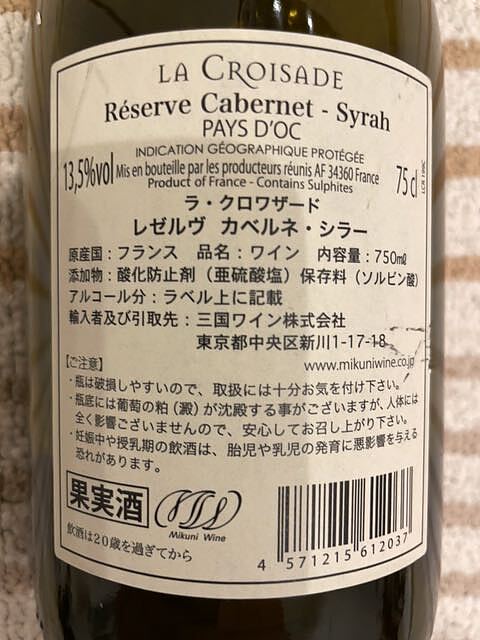 LA CROISADE
Réserve Cabernet - Syrah
PAYS D'OC
INDICATION GÉOGRAPHIQUE PROTÉGÉE
13,5%vol Mis en bouteille par les producteurs réunis AF 34360 France 75 cl
Product of France - Contains Sulphites
ラ・クロワザード
レゼルヴ カベルネ・シラー
原産国：フランス 品名：ワイン 内容量：750㎖
添加物：酸化防止剤（亜硫酸塩）保存料（ソルビン酸）
アルコール分：ラベル上に記載
輸入者及び引取先：三国ワイン株式会社
東京都中央区新川1-17-18
www.mikuniwine.co.jp
【ご注意】
・瓶は破損しやすいので、取扱には十分お気を付け下さい。
・瓶底には葡萄の粕（澱）が沈殿する事がございますが、人体には
全く影響ございませんので、安心してお召し上がり下さい。
・妊娠中や授乳期の飲酒は、胎児や乳児の発育に悪影響を与える
恐れがあります。
果実酒
Mikuni Wine
飲酒は20歳を過ぎてから
4 571215 612037